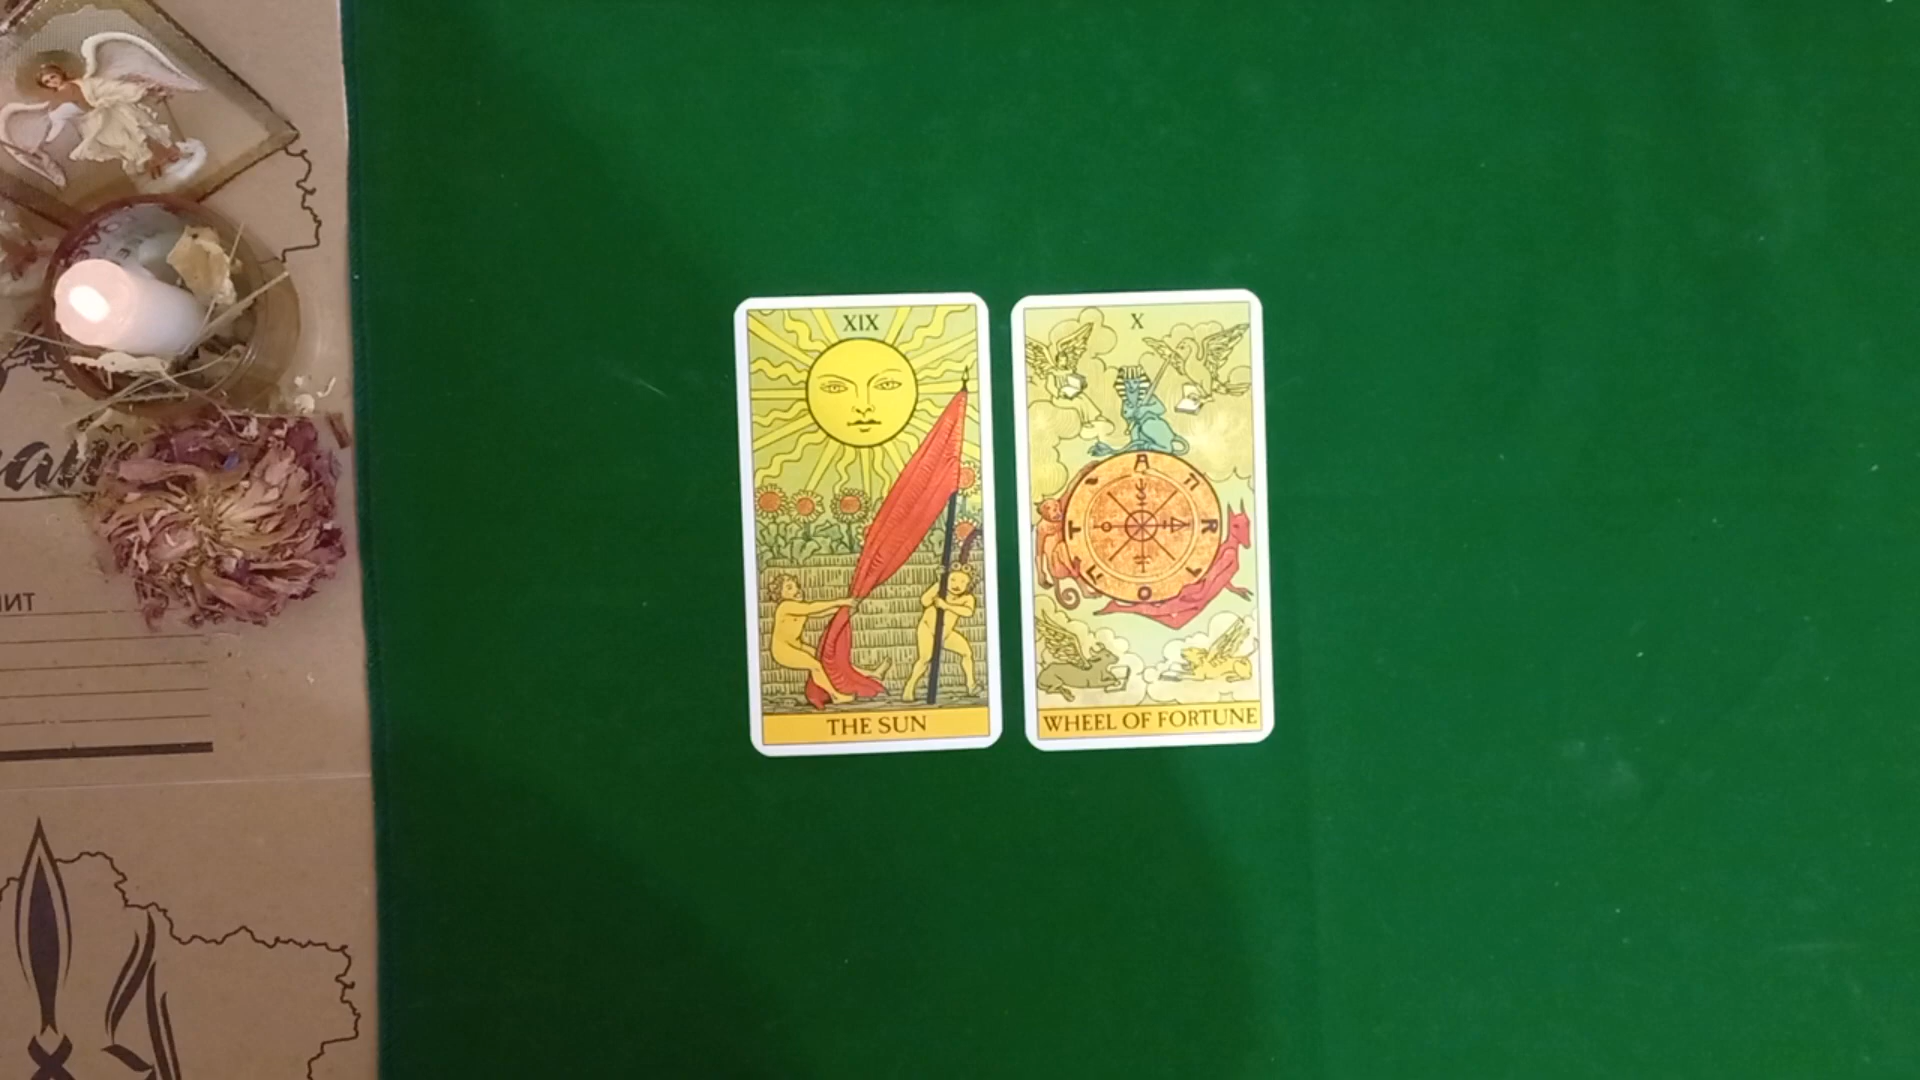 XIX
THE SUN
X
A
R
O
T
WHEEL OF FORTUNE
ИТ